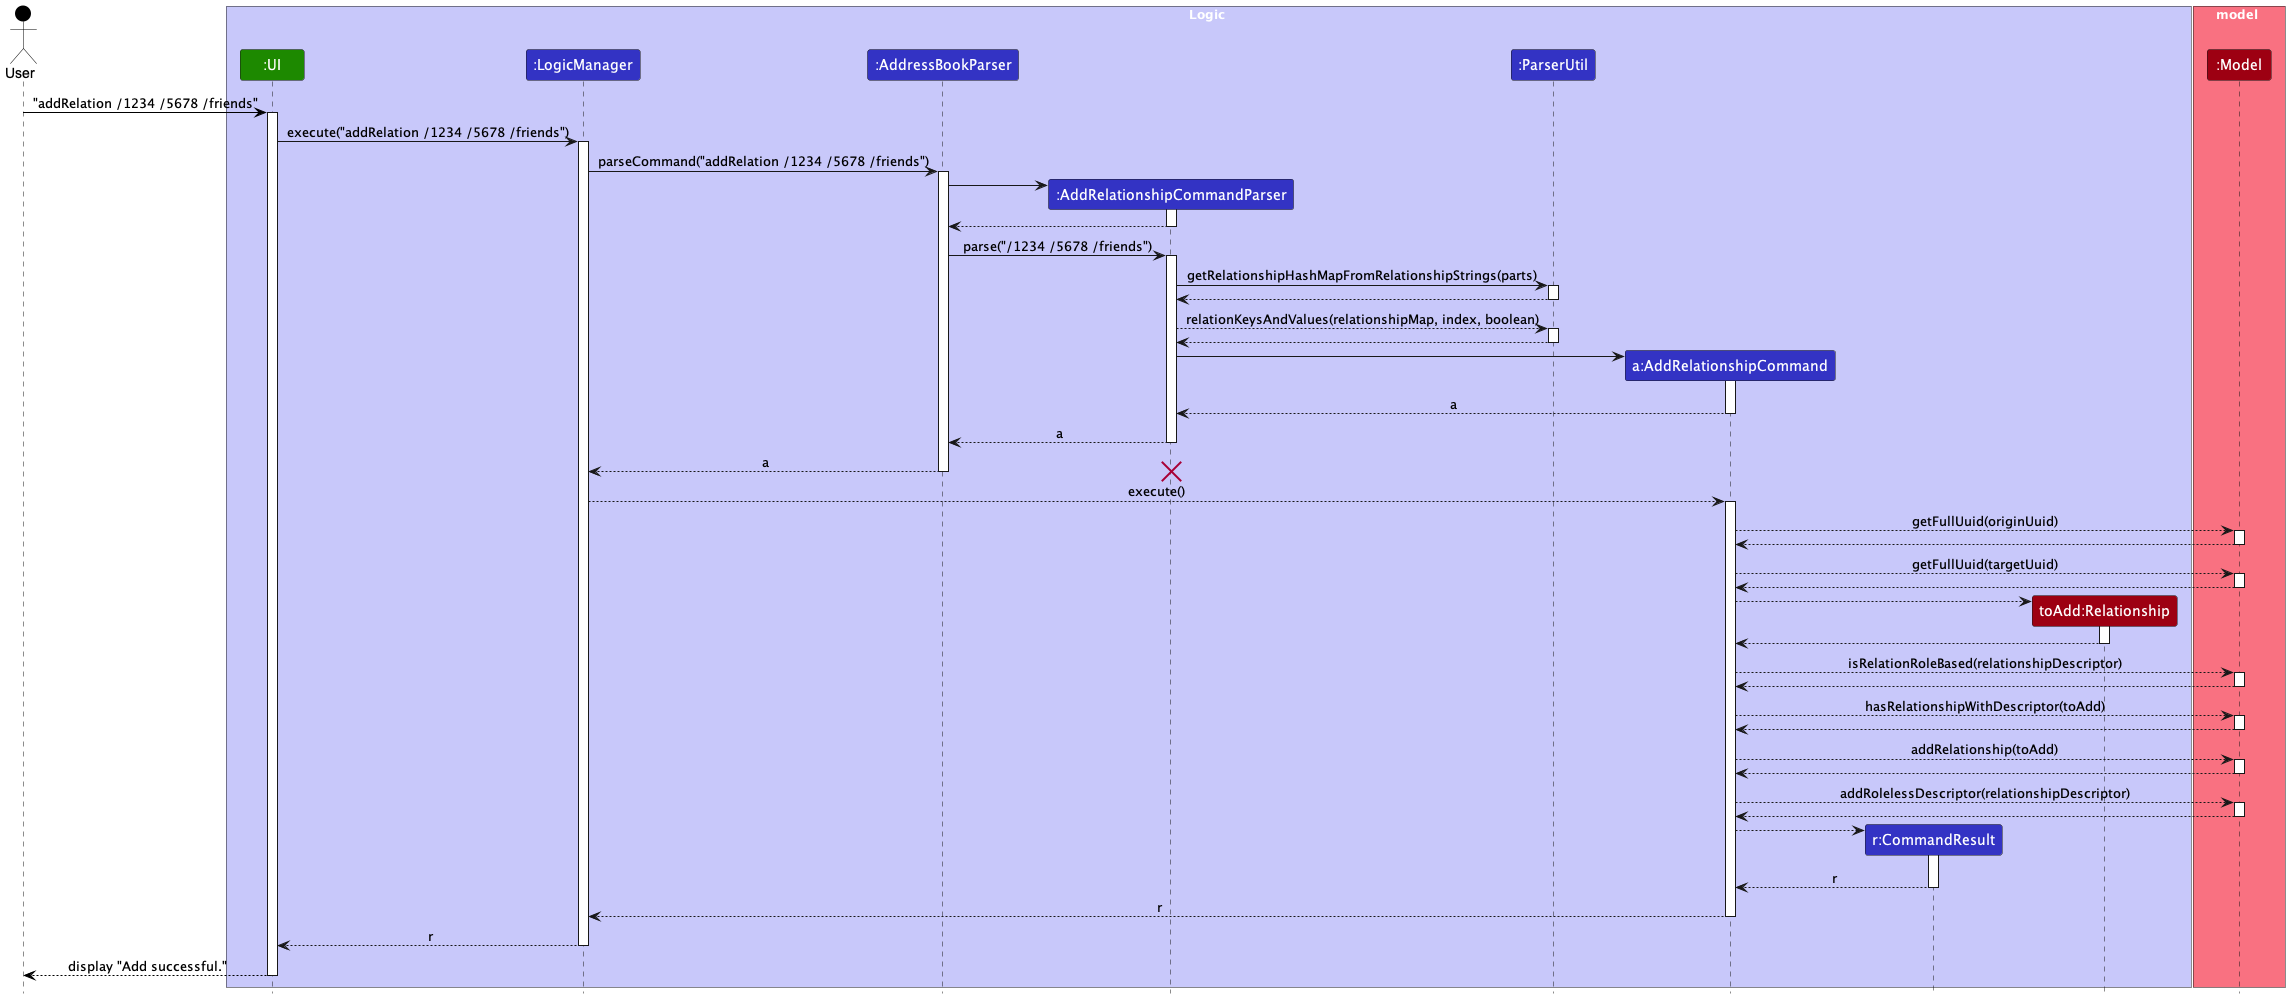 Logic
model
User
:UI
:LogicManager
:AddressBookParser
:ParserUtil
:Model
"addRelation /1234 /5678 /friends"
execute("addRelation /1234 /5678 /friends")
parseCommand("addRelation /1234 /5678 /friends")
:AddRelationshipCommandParser
parse("/1234 /5678 /friends")
getRelationshipHashMapFromRelationshipStrings(parts)
relationKeysAndValues(relationshipMap, index, boolean)
a:AddRelationshipCommand
a
a
a
execute()
getFullUuid(originUuid)
getFullUuid(targetUuid)
toAdd:Relationship
isRelationRoleBased(relationshipDescriptor)
hasRelationshipWithDescriptor(toAdd)
addRelationship(toAdd)
addRolelessDescriptor(relationshipDescriptor)
r:CommandResult
r
r
r
display "Add successful."